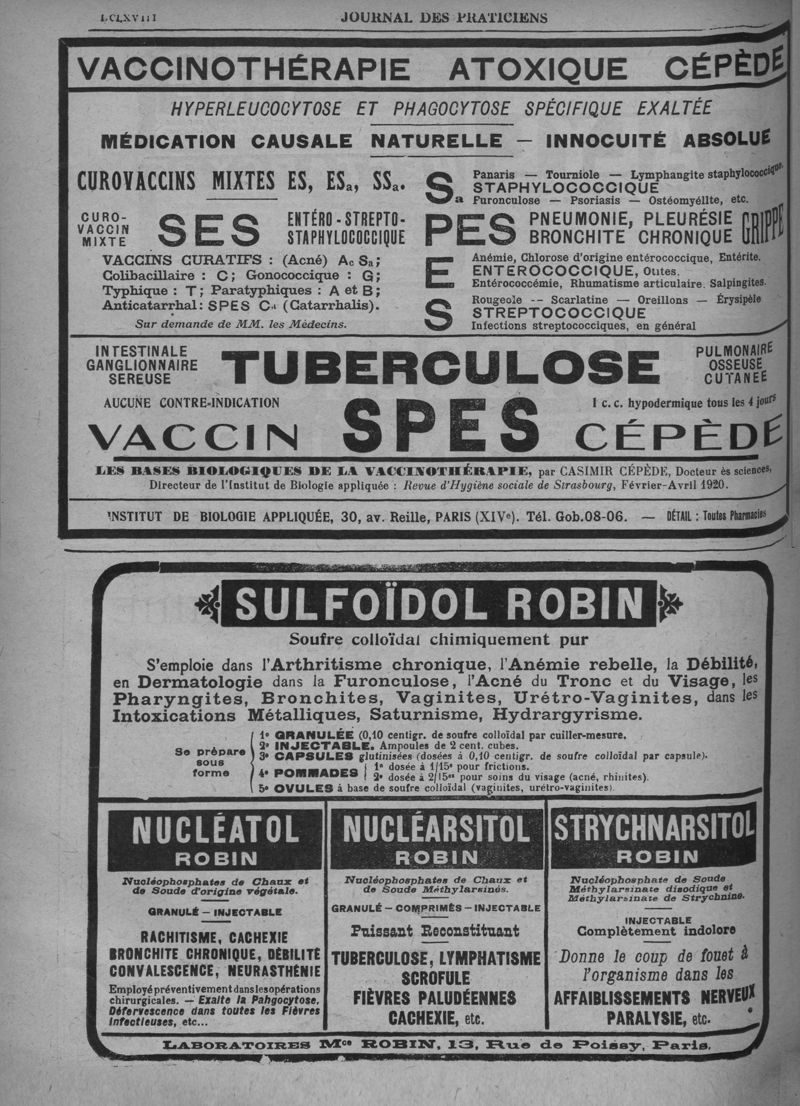 LCLXVIII
JOURNAL DES PRATICIENS
VACCINOTHÉRAPIE ATOXIQUE CÉPÈDE
HYPERLEUCOCYTOSE ET PHAGOCYTOSE SPÉCIFIQUE EXALTÉE
MÉDICATION CAUSALE NATURELLE — INNOCUITÉ ABSOLUE
CUROVACCINS MIXTES ES, ESa, SSa.
CURO-
VACCIN
MIXTE
SES
ENTÉRO-STREPTO-
STAPHYLOCOCCIQUE
VACCINS CURATIFS : (Acné) Ac Sa;
Colibacillaire : C; Gonococcique : G;
Typhique : T; Paratyphiques : A et B;
Anticatarrhal: SPES Ca (Catarrhalis).
Sur demande de MM. les Médecins.
Sa
Panaris — Tourniole — Lymphangite staphylococcique
STAPHYLOCOCCIQUE
Furonculose — Psoriasis — Ostéomyélite, etc.
PES
PNEUMONIE, PLEURÉSIE
BRONCHITE CHRONIQUE
GRIPPE
E
Anémie, Chlorose d'origine entérococcique, Entérite.
ENTEROCOCCIQUE, Outes.
Entérococcémie, Rhumatisme articulaire. Salpingites.
S
Rougeole -- Scarlatine — Oreillons — Érysipèle
STREPTOCOCCIQUE
Infections streptococciques, en général
INTESTINALE
GANGLIONNAIRE
SEREUSE
TUBERCULOSE
PULMONAIRE
OSSEUSE
CUTANÉE
AUCUNE CONTRE-INDICATION
1 c. c. hypodermique tous les 4 jours
VACCIN SPES CÉPÈDE
LES BASES BIOLOGIQUES DE LA VACCINOTHÉRAPIE, par CASIMIR CÉPÈDE, Docteur ès sciences,
Directeur de l'Institut de Biologie appliquée : Revue d'Hygiène sociale de Strasbourg, Février-Avril 1920.
INSTITUT DE BIOLOGIE APPLIQUÉE, 30, av. Reille, PARIS (XIVe). Tél. Gob.08-06. — DÉTAIL : Toutes Pharmacies
SULFOÏDOL ROBIN
Soufre colloïdal chimiquement pur
S'emploie dans l'Arthritisme chronique, l'Anémie rebelle, la Débilité,
en Dermatologie dans la Furonculose, l'Acné du Tronc et du Visage, les
Pharyngites, Bronchites, Vaginites, Urétro-Vaginites, dans les
Intoxications Métalliques, Saturnisme, Hydrargyrisme.
Se prépare
sous
forme
1° GRANULÉE (0,10 centigr. de soufre colloïdal par cuiller-mesure.
2° INJECTABLE. Ampoules de 2 cent. cubes.
3° CAPSULES glutinisées (dosées à 0,10 centigr. de soufre colloïdal par capsule).
4° POMMADES
1° dosée à 1/15e pour frictions.
2° dosée à 2/15es pour soins du visage (acné, rhinites).
5° OVULES à base de soufre colloïdal (vaginites, urétro-vaginites).
NUCLÉATOL
ROBIN
Nucléophosphates de Chaux et
de Soude d'origine végétale.
GRANULÉ — INJECTABLE
RACHITISME, CACHEXIE
BRONCHITE CHRONIQUE, DÉBILITÉ
CONVALESCENCE, NEURASTHÉNIE
Employé préventivement dans les opérations
chirurgicales. — Exalte la Pahgocytose.
Défervescence dans toutes les Fièvres
infectieuses, etc...
NUCLÉARSITOL
ROBIN
Nucléophosphates de Chaux et
de Soude Méthylarsinés.
GRANULÉ — COMPRIMÉS — INJECTABLE
Puissant Reconstituant
TUBERCULOSE, LYMPHATISME
SCROFULE
FIÈVRES PALUDÉENNES
CACHEXIE, etc.
STRYCHNARSITOL
ROBIN
Nucléophosphate de Soude
Méthylarsinate disodique et
Méthylarsinate de Strychnine.
INJECTABLE
Complètement indolore
Donne le coup de fouet à
l'organisme dans les
AFFAIBLISSEMENTS NERVEUX
PARALYSIE, etc.
LABORATOIRES Mce ROBIN, 13, Rue de Poissy, Paris.